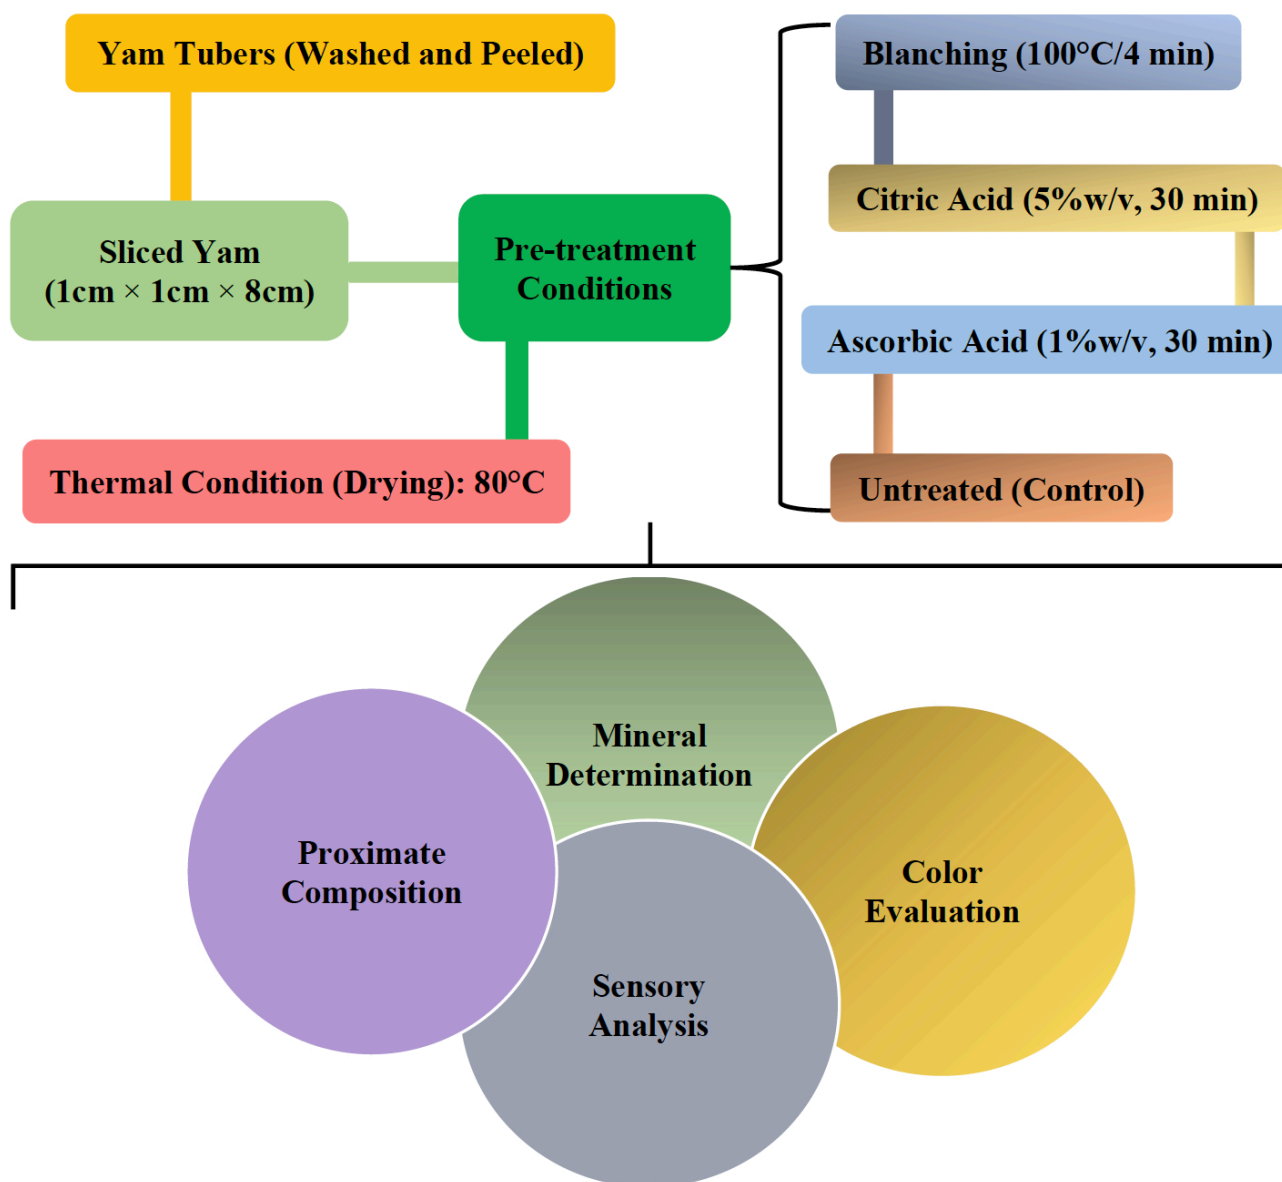 Yam Tubers (Washed and Peeled)
Sliced Yam
(1cm × 1cm × 8cm)
Pre-treatment
Conditions
Thermal Condition (Drying): 80°C
Blanching (100°C/4 min)
Citric Acid (5%w/v, 30 min)
Ascorbic Acid (1%w/v, 30 min)
Untreated (Control)
Mineral
Determination
Proximate
Composition
Color
Evaluation
Sensory
Analysis